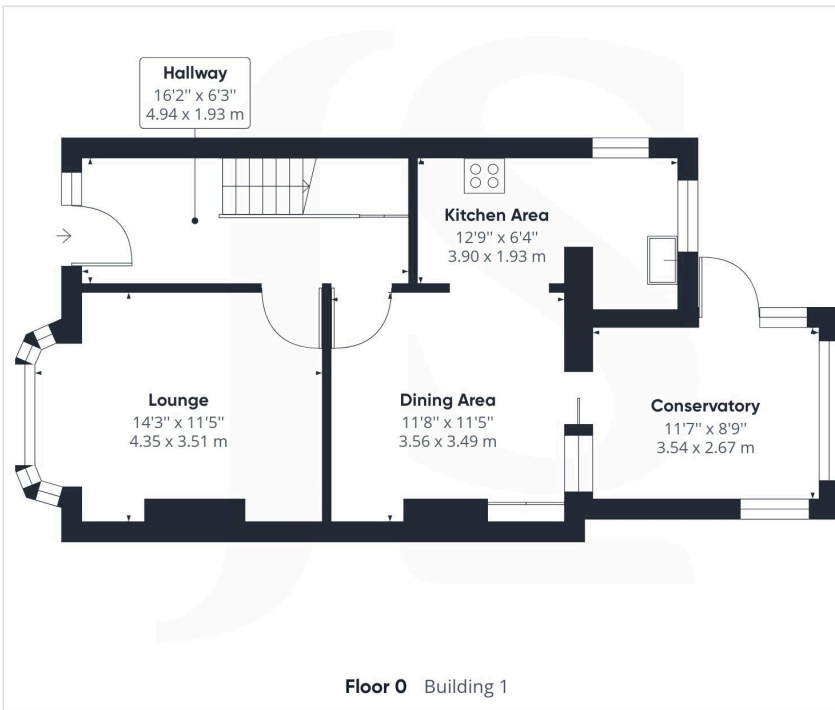 Hallway
16'2" x 6'3"
4.94 x 1.93 m
Kitchen Area
12'9" x 6'4"
3.90 x 1.93 m
Lounge
14'3" x 11'5"
4.35 x 3.51 m
Dining Area
11'8" x 11'5"
3.56 x 3.49 m
Conservatory
11'7" x 8'9"
3.54 x 2.67 m
Floor 0 Building 1